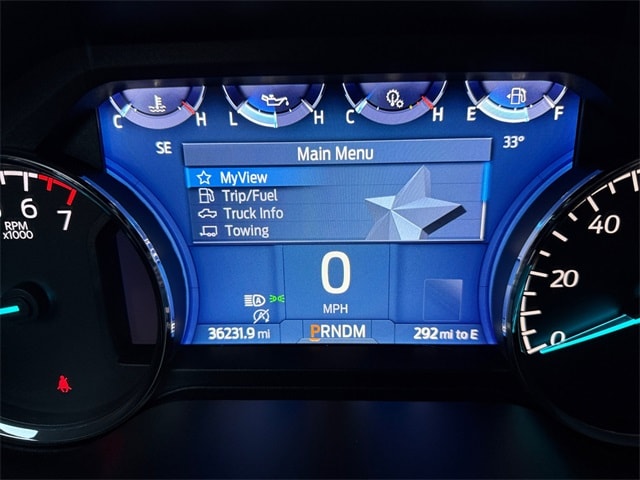 C H L H C H E F
SE 33°
Main Menu
MyView
Trip/Fuel
Truck Info
Towing
6 7
RPM
x1000
40
20
0
0
MPH
A
36231.9 mi PRNDM 292 mi to E